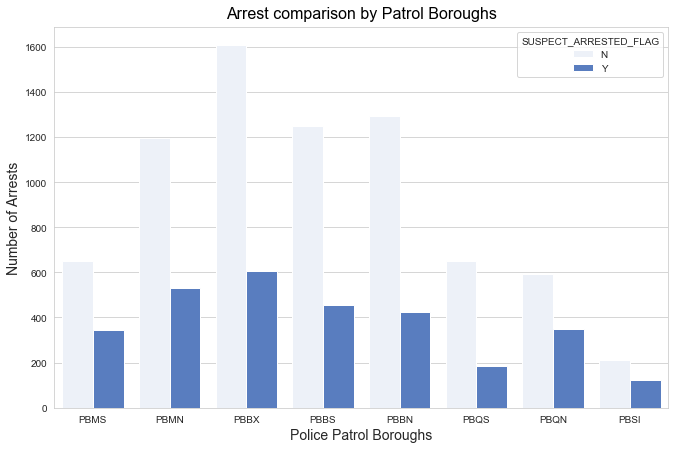 Arrest comparison by Patrol Boroughs
SUSPECT_ARRESTED_FLAG
N
Y
Number of Arrests
1600
1400
1200
1000
800
600
400
200
0
PBMS PBMN PBBX PBBS PBBN PBQS PBQN PBSI
Police Patrol Boroughs